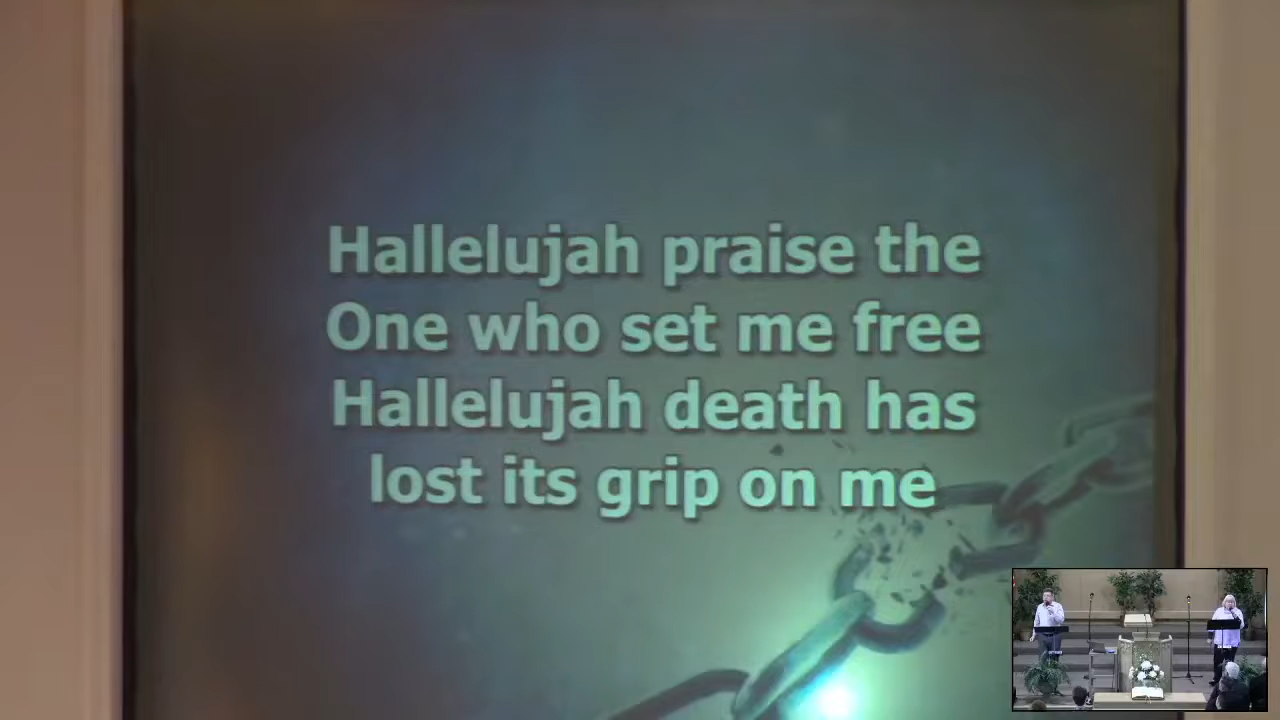 Hallelujah praise the
One who set me free
Hallelujah death has
lost its grip on me